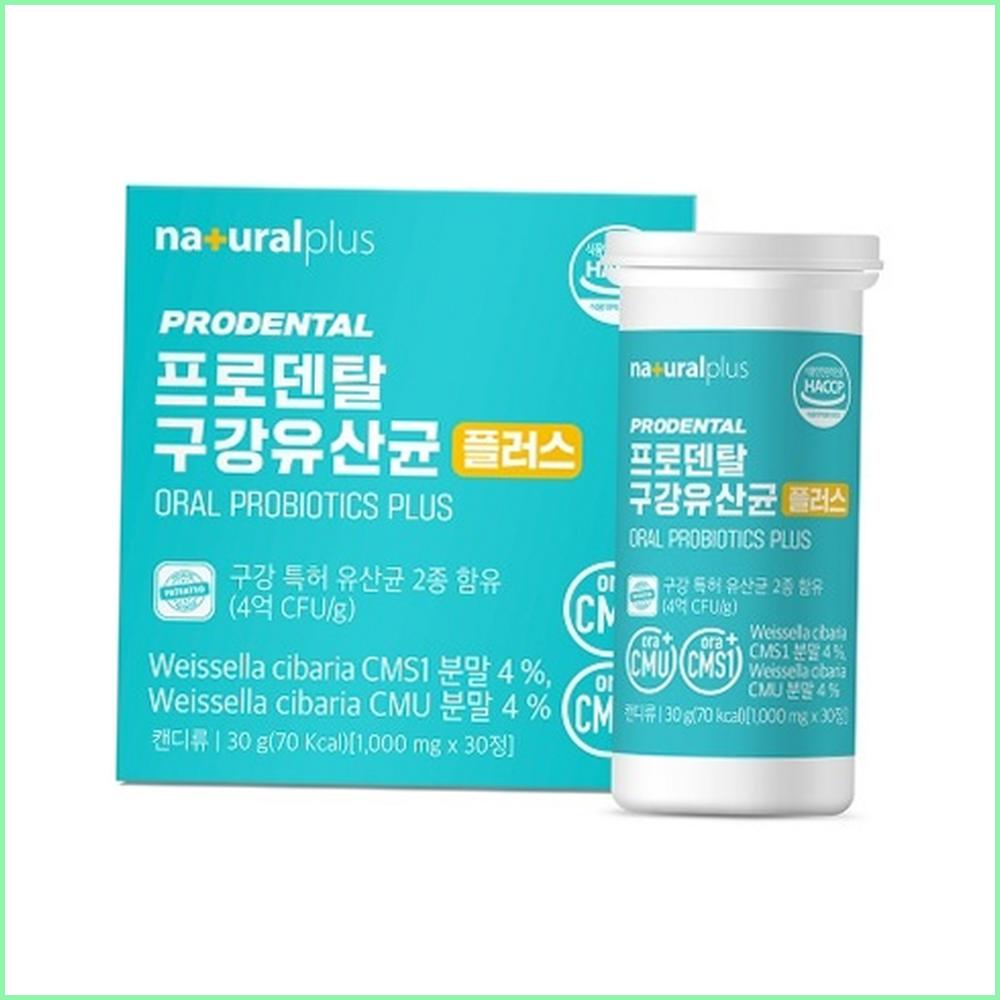 naturalplus
PRODENTAL
프로덴탈
구강유산균 플러스
ORAL PROBIOTICS PLUS
PATENTED
구강 특허 유산균 2종 함유
(4억 CFU/g)
Weissella cibaria CMS1 분말 4 %,
Weissella cibaria CMU 분말 4 %
캔디류 | 30 g(70 Kcal)[1,000 mg x 30정]
naturalplus
HACCP
PRODENTAL
프로덴탈
구강유산균 플러스
ORAL PROBIOTICS PLUS
구강 특허 유산균 2종 함유
(4억 CFU/g)
ora+
CMU
ora+
CMS1
Weissella cibaria
CMS1 분말 4 %,
Weissella cibaria
CMU 분말 4 %
캔디류 | 30 g(70 kcal)[1,000 mg x 30정]